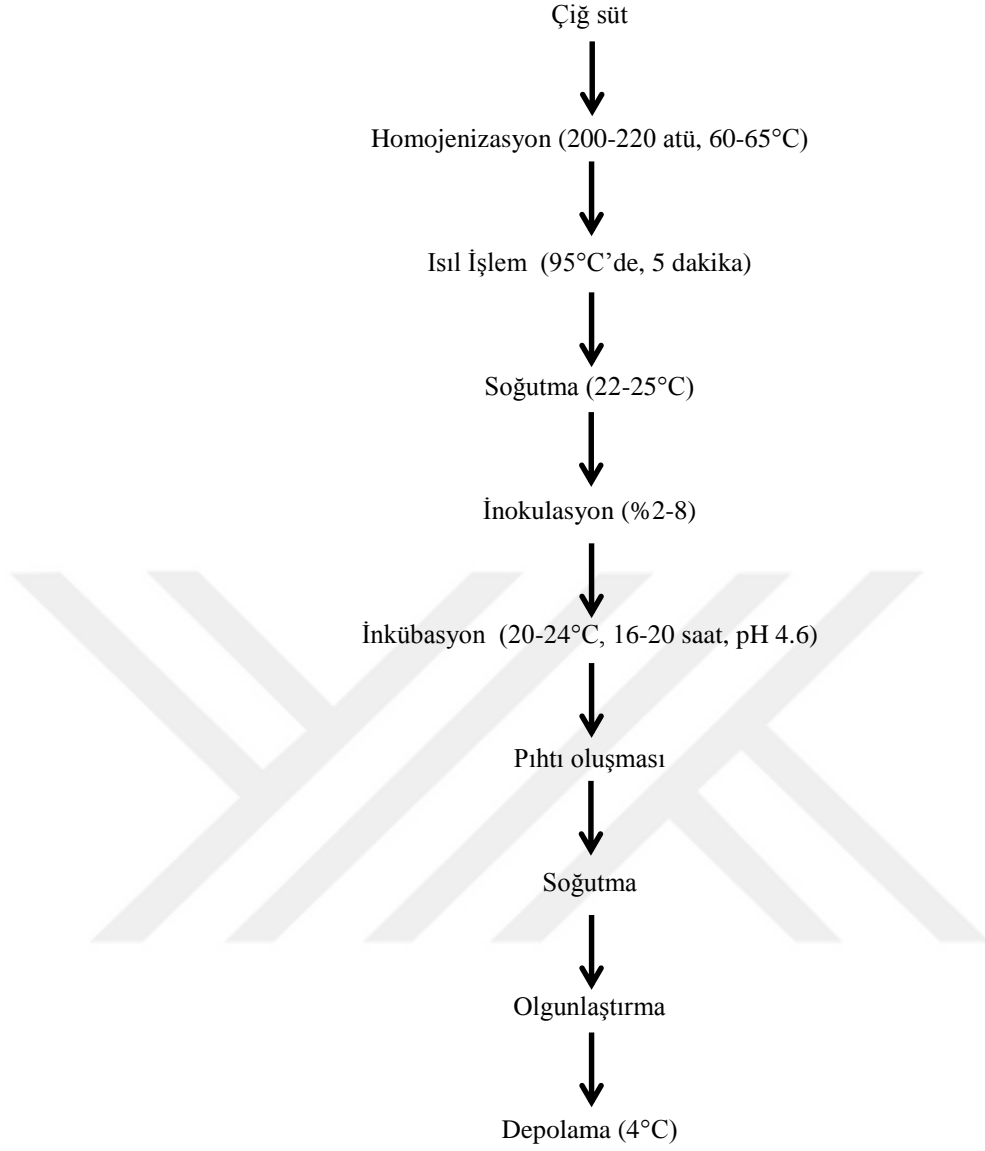 Çiğ süt
Homojenizasyon (200-220 atü, 60-65°C)
Isıl İşlem  (95°C’de, 5 dakika)
Soğutma (22-25°C)
İnokulasyon (%2-8)
İnkübasyon  (20-24°C, 16-20 saat, pH 4.6)
Pıhtı oluşması
Soğutma
Olgunlaştırma
Depolama (4°C)